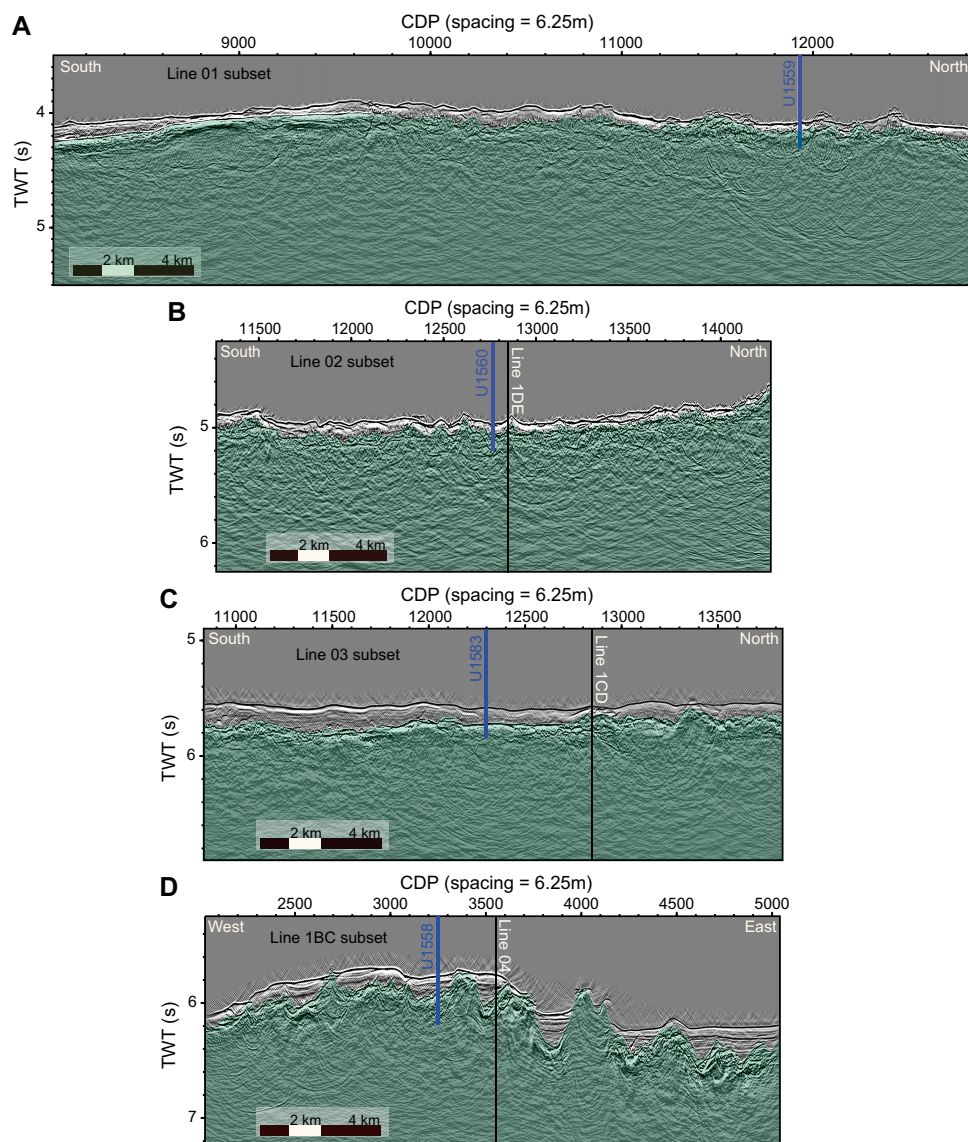 A
CDP (spacing = 6.25m)
9000 10000 11000 12000
South Line 01 subset U1559 North
TWT (s)
4
5
2 km 4 km
B
CDP (spacing = 6.25m)
11500 12000 12500 13000 13500 14000
South Line 02 subset U1560 Line 1DE North
TWT (s)
5
6
2 km 4 km
C
CDP (spacing = 6.25m)
11000 11500 12000 12500 13000 13500
South Line 03 subset U1583 Line 1CD North
TWT (s)
5
6
2 km 4 km
D
CDP (spacing = 6.25m)
2500 3000 3500 4000 4500 5000
West Line 1BC subset U1558 Line 04 East
TWT (s)
6
7
2 km 4 km